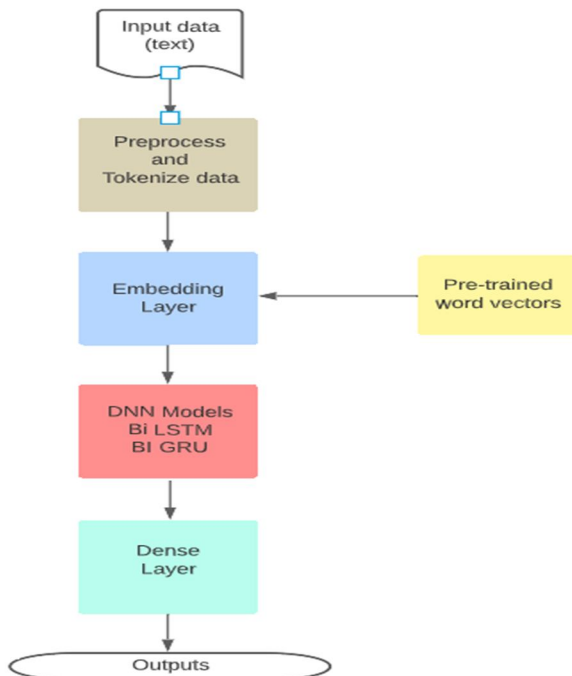 Input data
(text)
Preprocess
and
Tokenize data
Embedding
Layer
Pre-trained
word vectors
DNN Models
Bi LSTM
BI GRU
Dense
Layer
Outputs